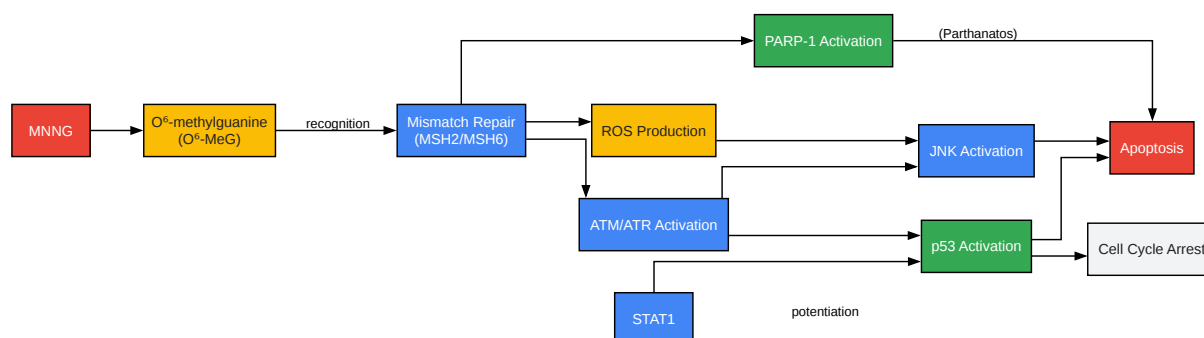 PARP-1 Activation
(Parthanatos)
MNNG
O⁶-methylguanine
(O⁶-MeG)
recognition
Mismatch Repair
(MSH2/MSH6)
ROS Production
JNK Activation
Apoptosis
ATM/ATR Activation
p53 Activation
Cell Cycle Arrest
STAT1
potentiation